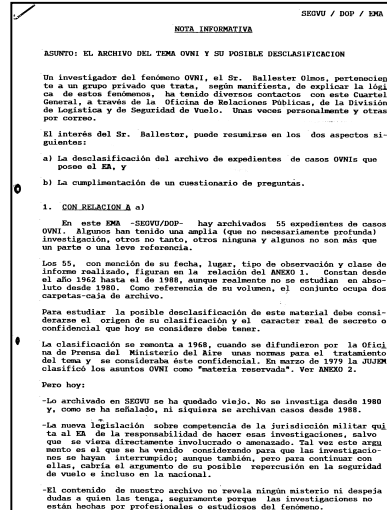 SEGVU / DOP / EMA
NOTA INFORMATIVA
ASUNTO: EL ARCHIVO DEL TEMA OVNI Y SU POSIBLE DESCLASIFICACION
Un investigador del fenómeno OVNI, el Sr. Ballester Olmos, pertenocien
te a un grupo privado que trata, según manifiesta, de explicar la lógi
ca de estos fenómenos, ha tenido diversos contactos con este Cuartel
General, a través de la Oficina de Relaciones Públicas, de la División
de Logística y de Seguridad de Vuelo. Unas veces personalmente y otras
por correo.
El interés del Sr. Ballester, puede resumirse en los dos aspectos si-
guientes:
a) La desclasificación del archivo de expedientes de casos OVNIs que
posee el EA, y
b) La cumplimentación de un cuestionario de preguntas.
1. CON RELACION A a)
En este EMA -SEGVU/DOP- hay archivados 55 expedientes de casos
OVNI. Algunos han tenido una amplia (que no necesariamente profunda)
investigación, otros no tanto, otros ninguna y algunos no son más que
un parte o una leve referencia.
Los 55, con mención de su fecha, lugar, tipo de observación y clase de
informe realizado, figuran en la relación del ANEXO 1. Constan desde
el año 1962 hasta el de 1988, aunque realmente no se estudian en abso-
luto desde 1980. Como referencia de su volumen, el conjunto ocupa dos
carpetas-caja de archivo.
Para estudiar la posible desclasificación de este material debe consi-
derarse el origen de su clasificación y el caracter real de secreto o
confidencial que hoy se considere debe tener.
La clasificación se remonta a 1968, cuando se difundieron por la Ofici
na de Prensa del Ministerio del Aire unas normas para el tratamiento
del tema y se consideraba éste confidencial. En marzo de 1979 la JUJEM
clasificó los asuntos OVNI como "materia reservada". Ver ANEXO 2.
Pero hoy:
-Lo archivado en SEGVU se ha quedado viejo. No se investiga desde 1980
y, como se ha señalado, ni siquiera se archivan casos desde 1988.
-La nueva legislación sobre competencia de la jurisdicción militar qui
ta al EA de la responsabilidad de hacer esas investigaciones, salvo
que se viera directamente involucrado o amenazado. Tal vez este argu
mento es el que se ha venido considerando para que las investigacio-
nes se hayan interrumpido; aunque también, pero para continuar con
ellas, cabría el argumento de su posible repercusión en la seguridad
de vuelo e incluso en la nacional.
-El contenido de nuestro archivo no revela ningún misterio ni despeja
dudas a quien las tenga, seguramente porque las investigaciones no
están hechas por profesionales o estudiosos del fenómeno.